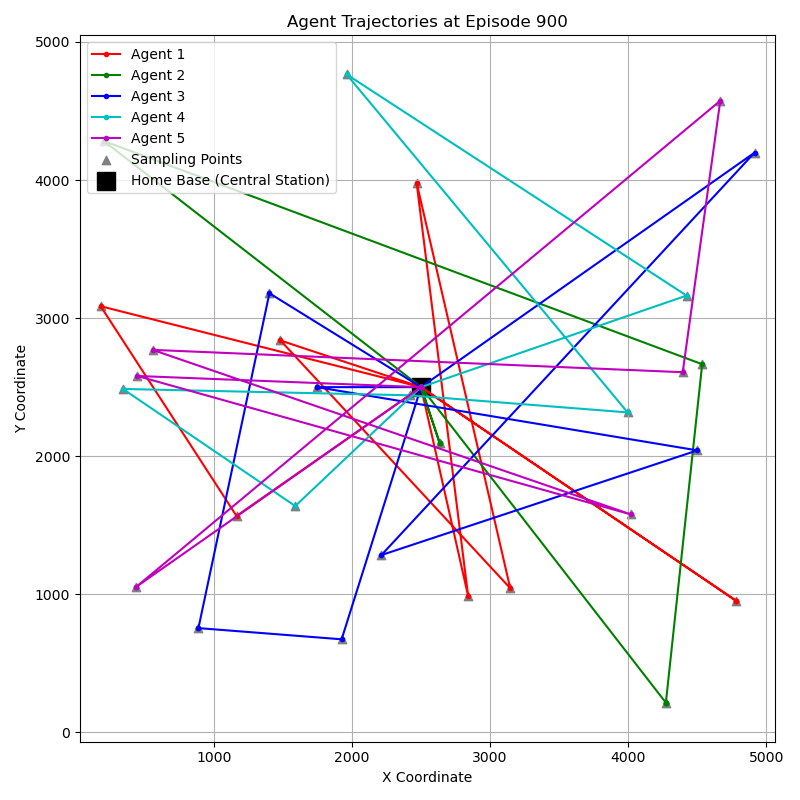 Agent Trajectories at Episode 900
5000
4000
3000
2000
1000
0
Y Coordinate
Agent 1
Agent 2
Agent 3
Agent 4
Agent 5
Sampling Points
Home Base (Central Station)
1000 2000 3000 4000 5000
X Coordinate